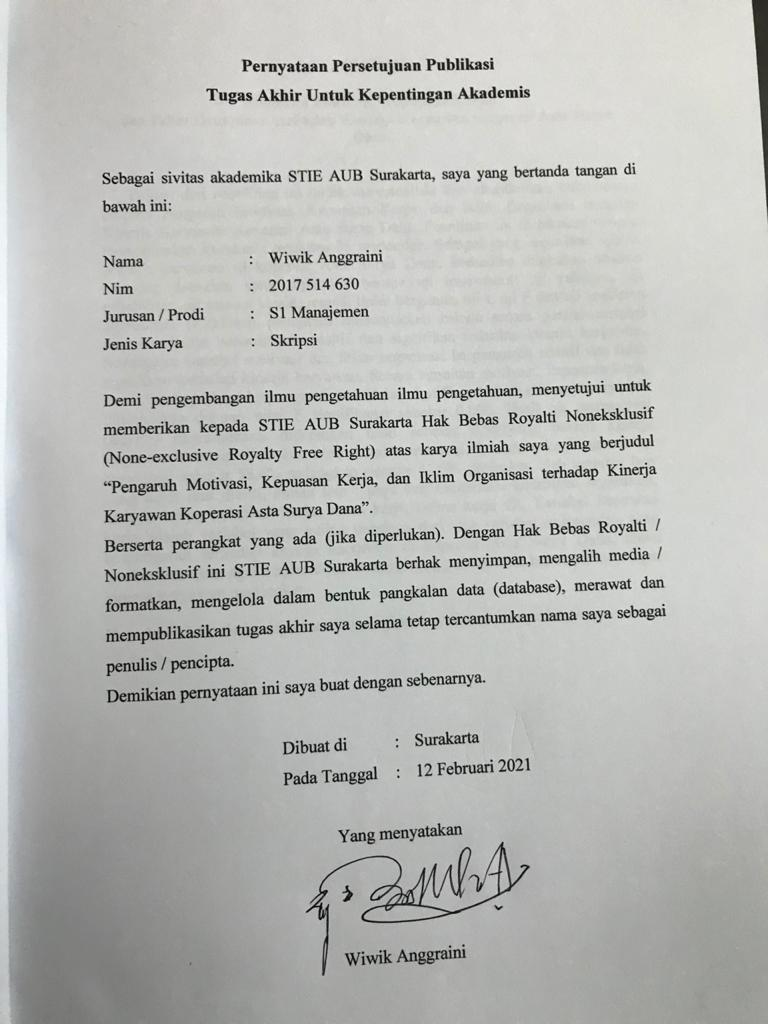 Pernyataan Persetujuan Publikasi
Tugas Akhir Untuk Kepentingan Akademis
Sebagai sivitas akademika STIE AUB Surakarta, saya yang bertanda tangan di
bawah ini:
Nama : Wiwik Anggraini
Nim : 2017 514 630
Jurusan / Prodi : S1 Manajemen
Jenis Karya : Skripsi
Demi pengembangan ilmu pengetahuan ilmu pengetahuan, menyetujui untuk
memberikan kepada STIE AUB Surakarta Hak Bebas Royalti Noneksklusif
(None-exclusive Royalty Free Right) atas karya ilmiah saya yang berjudul
“Pengaruh Motivasi, Kepuasan Kerja, dan Iklim Organisasi terhadap Kinerja
Karyawan Koperasi Asta Surya Dana”.
Berserta perangkat yang ada (jika diperlukan). Dengan Hak Bebas Royalti /
Noneksklusif ini STIE AUB Surakarta berhak menyimpan, mengalih media /
formatkan, mengelola dalam bentuk pangkalan data (database), merawat dan
mempublikasikan tugas akhir saya selama tetap tercantumkan nama saya sebagai
penulis / pencipta.
Demikian pernyataan ini saya buat dengan sebenarnya.
Dibuat di : Surakarta
Pada Tanggal : 12 Februari 2021
Yang menyatakan
Wiwik Anggraini